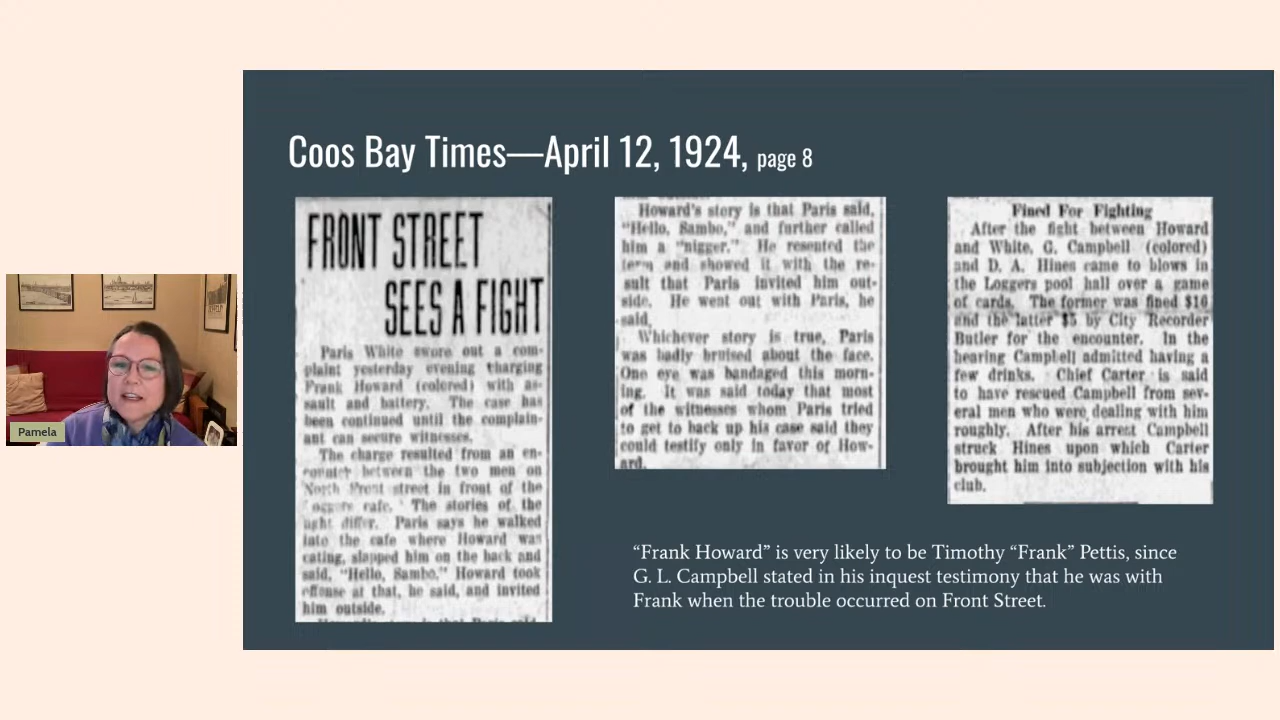 Coos Bay Times—April 12, 1924, page 8
FRONT STREET
SEES A FIGHT
Paris White swore out a com-
plaint yesterday evening charging
Frank Howard (colored) with as-
sault and battery. The case has
been continued until the complain-
ant can secure witnesses.
The charge resulted from an en-
counter between the two men on
North Front street in front of the
cafe. The stories of the
fight differ. Paris says he walked
into the cafe where Howard was
eating, slapped him on the back and
said, "Hello, Sambo." Howard took
offense at that, he said, and invited
him outside.
Howard's story is that Paris said,
"Hello, Sambo," and further called
him a "nigger." He resented the
term and showed it with the re-
sult that Paris invited him out-
side. He went out with Paris, he
said.
Whichever story is true, Paris
was badly bruised about the face.
One eye was bandaged this morn-
ing. It was said today that most
of the witnesses whom Paris tried
to get to back up his case said they
could testify only in favor of How-
ard.
Fined For Fighting
After the fight between Howard
and White, G. Campbell (colored)
and D. A. Hines came to blows in
the Loggers pool hall over a game
of cards. The former was fined $10
and the latter $5 by City Recorder
Butler for the encounter. In the
hearing Campbell admitted having a
few drinks. Chief Carter is said
to have rescued Campbell from sev-
eral men who were dealing with him
roughly. After his arrest Campbell
struck Hines upon which Carter
brought him into subjection with his
club.
"Frank Howard" is very likely to be Timothy "Frank" Pettis, since
G. L. Campbell stated in his inquest testimony that he was with
Frank when the trouble occurred on Front Street.
Pamela